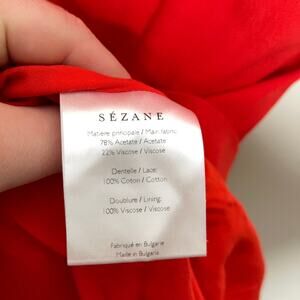 SÉZANE
Matière principale / Main fabric:
78% Acetate / Acetate
22% Viscose / Viscose
Dentelle / Lace:
100% Coton / Cotton
Doublure / Lining:
100% Viscose / Viscose
Fabriqué en Bulgarie
Made in Bulgaria